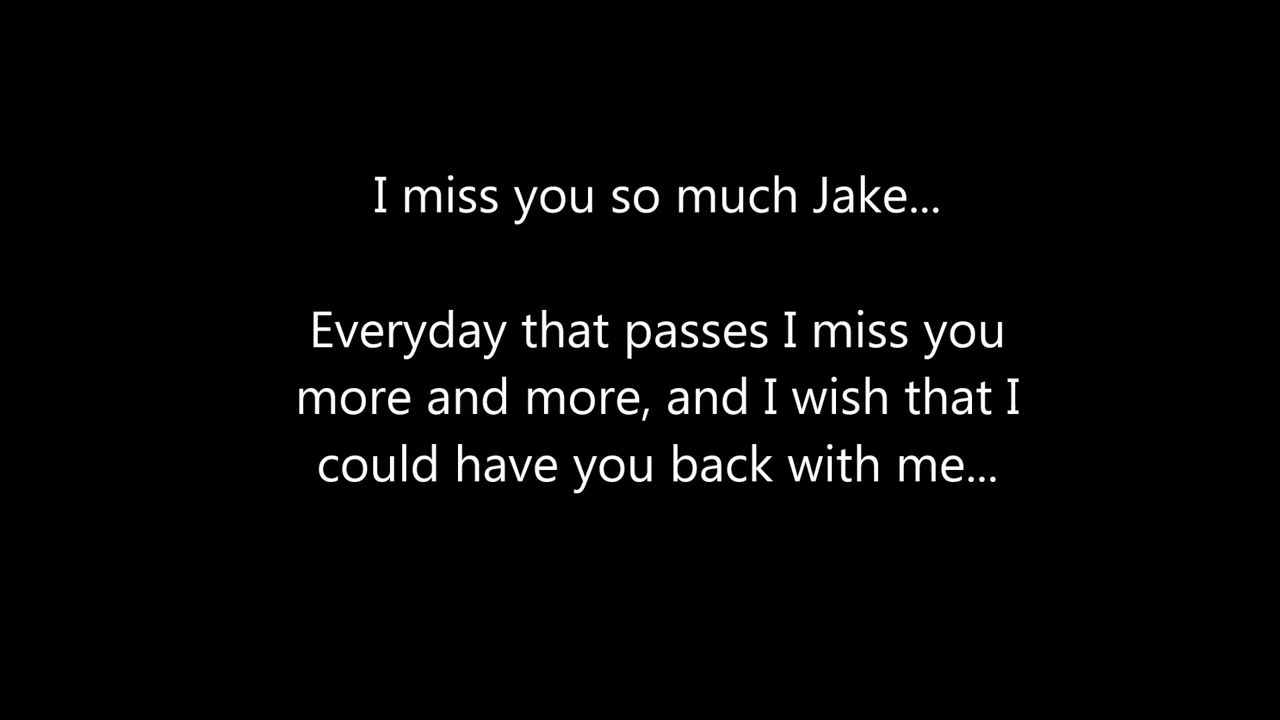 I miss you so much Jake...
Everyday that passes I miss you
more and more, and I wish that I
could have you back with me...